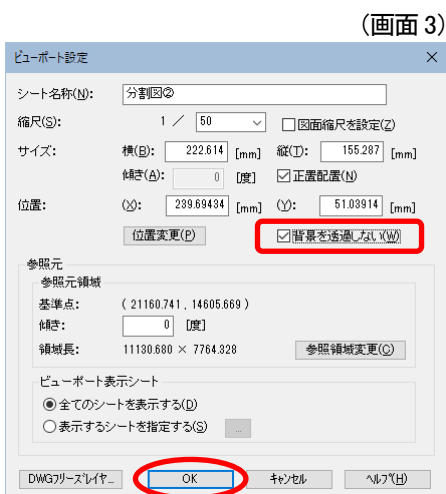 (画面 3)
ビューポート設定
シート名称(N): 分割図②
縮尺(S): 1 / 50 図面縮尺を設定(Z)
サイズ: 横(B): 222.614 [mm] 縦(T): 155.287 [mm]
傾き(A): 0 [度] 正置配置(N)
位置: (X): 239.69434 [mm] (Y): 51.03914 [mm]
位置変更(P) 背景を透過しない(W)
参照元
参照元領域
基準点: ( 21160.741 , 14605.669 )
傾き: 0 [度]
領域長: 11130.680 × 7764.328 参照領域変更(C)
ビューポート表示シート
全てのシートを表示する(D)
表示するシートを指定する(S) ...
DWGフリーズレイヤ... OK キャンセル ヘルプ(H)